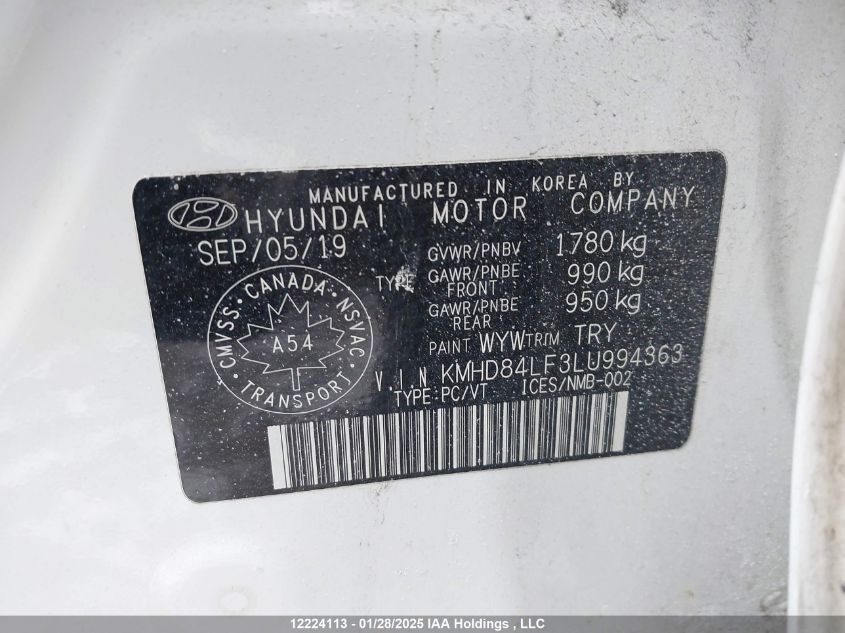 MANUFACTURED IN KOREA BY
HYUNDAI MOTOR COMPANY
SEP/05/19
GVWR/PNBV 1780 kg
TYPE
GAWR/PNBE FRONT 990 kg
GAWR/PNBE REAR 950 kg
PAINT WYW TRIM TRY
CMVSS · CANADA · NSVAC · TRANSPORT ·
A54
V.I.N KMHD84LF3LU994363
TYPE:PC/VT ICES/NMB-002
12224113 - 01/28/2025 IAA Holdings , LLC